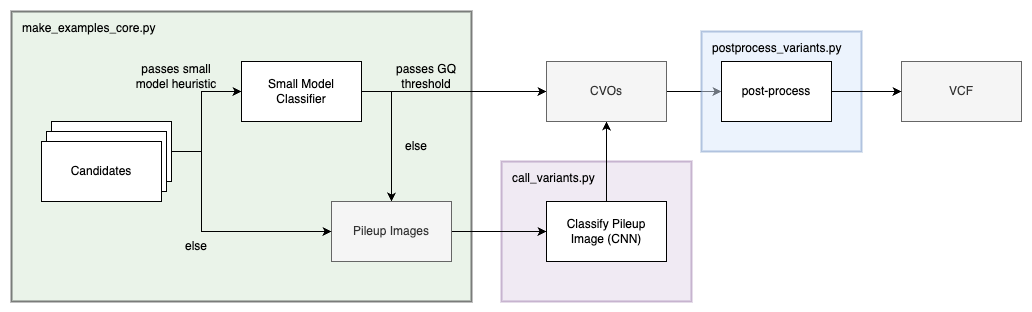 make_examples_core.py
passes small
model heuristic
Small Model
Classifier
passes GQ
threshold
else
Candidates
else
Pileup Images
call_variants.py
Classify Pileup
Image (CNN)
CVOs
postprocess_variants.py
post-process
VCF